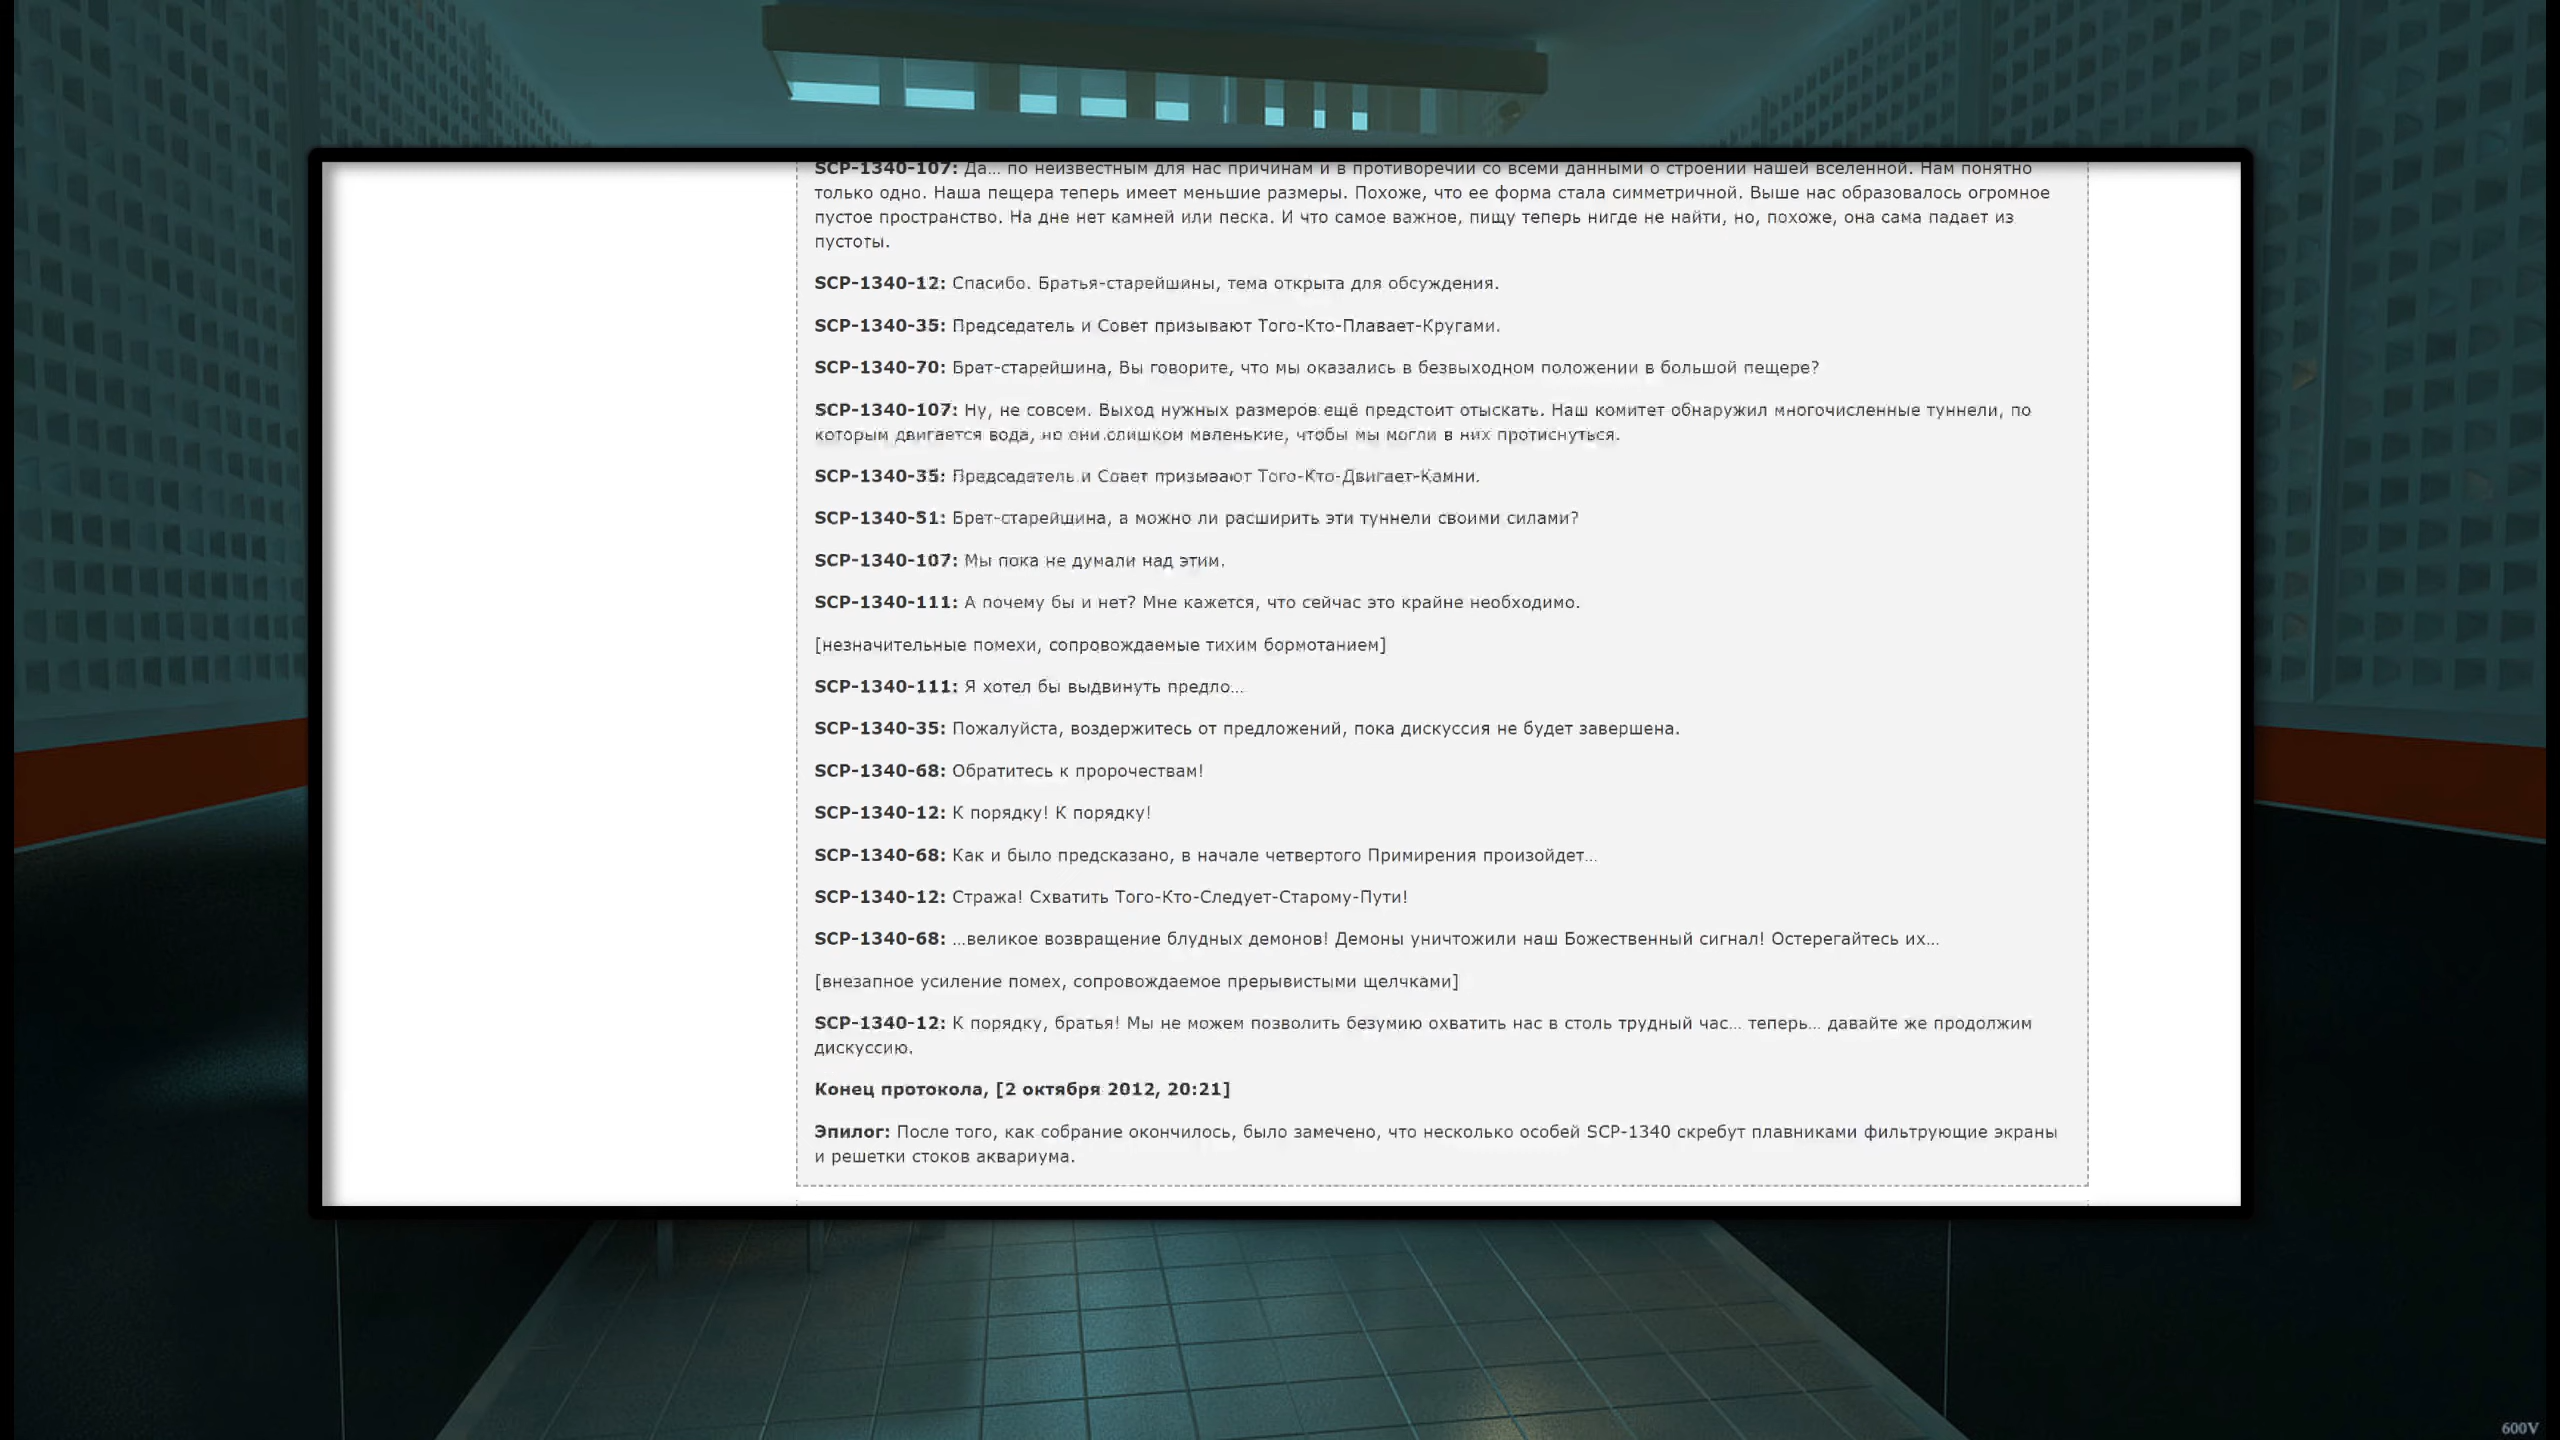 SCP-1340-107: Да... по неизвестным для нас причинам и в противоречии со всеми данными о строении нашей вселенной. Нам понятно
только одно. Наша пещера теперь имеет меньшие размеры. Похоже, что ее форма стала симметричной. Выше нас образовалось огромное
пустое пространство. На дне нет камней или песка. И что самое важное, пищу теперь нигде не найти, но, похоже, она сама падает из
пустоты.
SCP-1340-12: Спасибо. Братья-старейшины, тема открыта для обсуждения.
SCP-1340-35: Председатель и Совет призывают Того-Кто-Плавает-Кругами.
SCP-1340-70: Брат-старейшина, Вы говорите, что мы оказались в безвыходном положении в большой пещере?
SCP-1340-107: Ну, не совсем. Выход нужных размеров ещё предстоит отыскать. Наш комитет обнаружил многочисленные туннели, по
которым двигается вода, но они слишком маленькие, чтобы мы могли в них протиснуться.
SCP-1340-35: Председатель и Совет призывают Того-Кто-Двигает-Камни.
SCP-1340-51: Брат-старейшина, а можно ли расширить эти туннели своими силами?
SCP-1340-107: Мы пока не думали над этим.
SCP-1340-111: А почему бы и нет? Мне кажется, что сейчас это крайне необходимо.
[незначительные помехи, сопровождаемые тихим бормотанием]
SCP-1340-111: Я хотел бы выдвинуть предло...
SCP-1340-35: Пожалуйста, воздержитесь от предложений, пока дискуссия не будет завершена.
SCP-1340-68: Обратитесь к пророчествам!
SCP-1340-12: К порядку! К порядку!
SCP-1340-68: Как и было предсказано, в начале четвертого Примирения произойдет...
SCP-1340-12: Стража! Схватить Того-Кто-Следует-Старому-Пути!
SCP-1340-68: ...великое возвращение блудных демонов! Демоны уничтожили наш Божественный сигнал! Остерегайтесь их...
[внезапное усиление помех, сопровождаемое прерывистыми щелчками]
SCP-1340-12: К порядку, братья! Мы не можем позволить безумию охватить нас в столь трудный час... теперь... давайте же продолжим
дискуссию.
Конец протокола, [2 октября 2012, 20:21]
Эпилог: После того, как собрание окончилось, было замечено, что несколько особей SCP-1340 скребут плавниками фильтрующие экраны
и решетки стоков аквариума.
600V